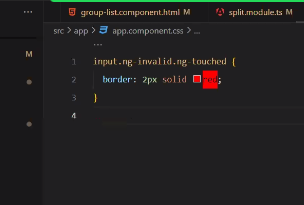 group-list.component.html M
split.module.ts
src > app > app.component.css > ...
...
M
1 input.ng-invalid.ng-touched {
2 border: 2px solid red;
3 }
4